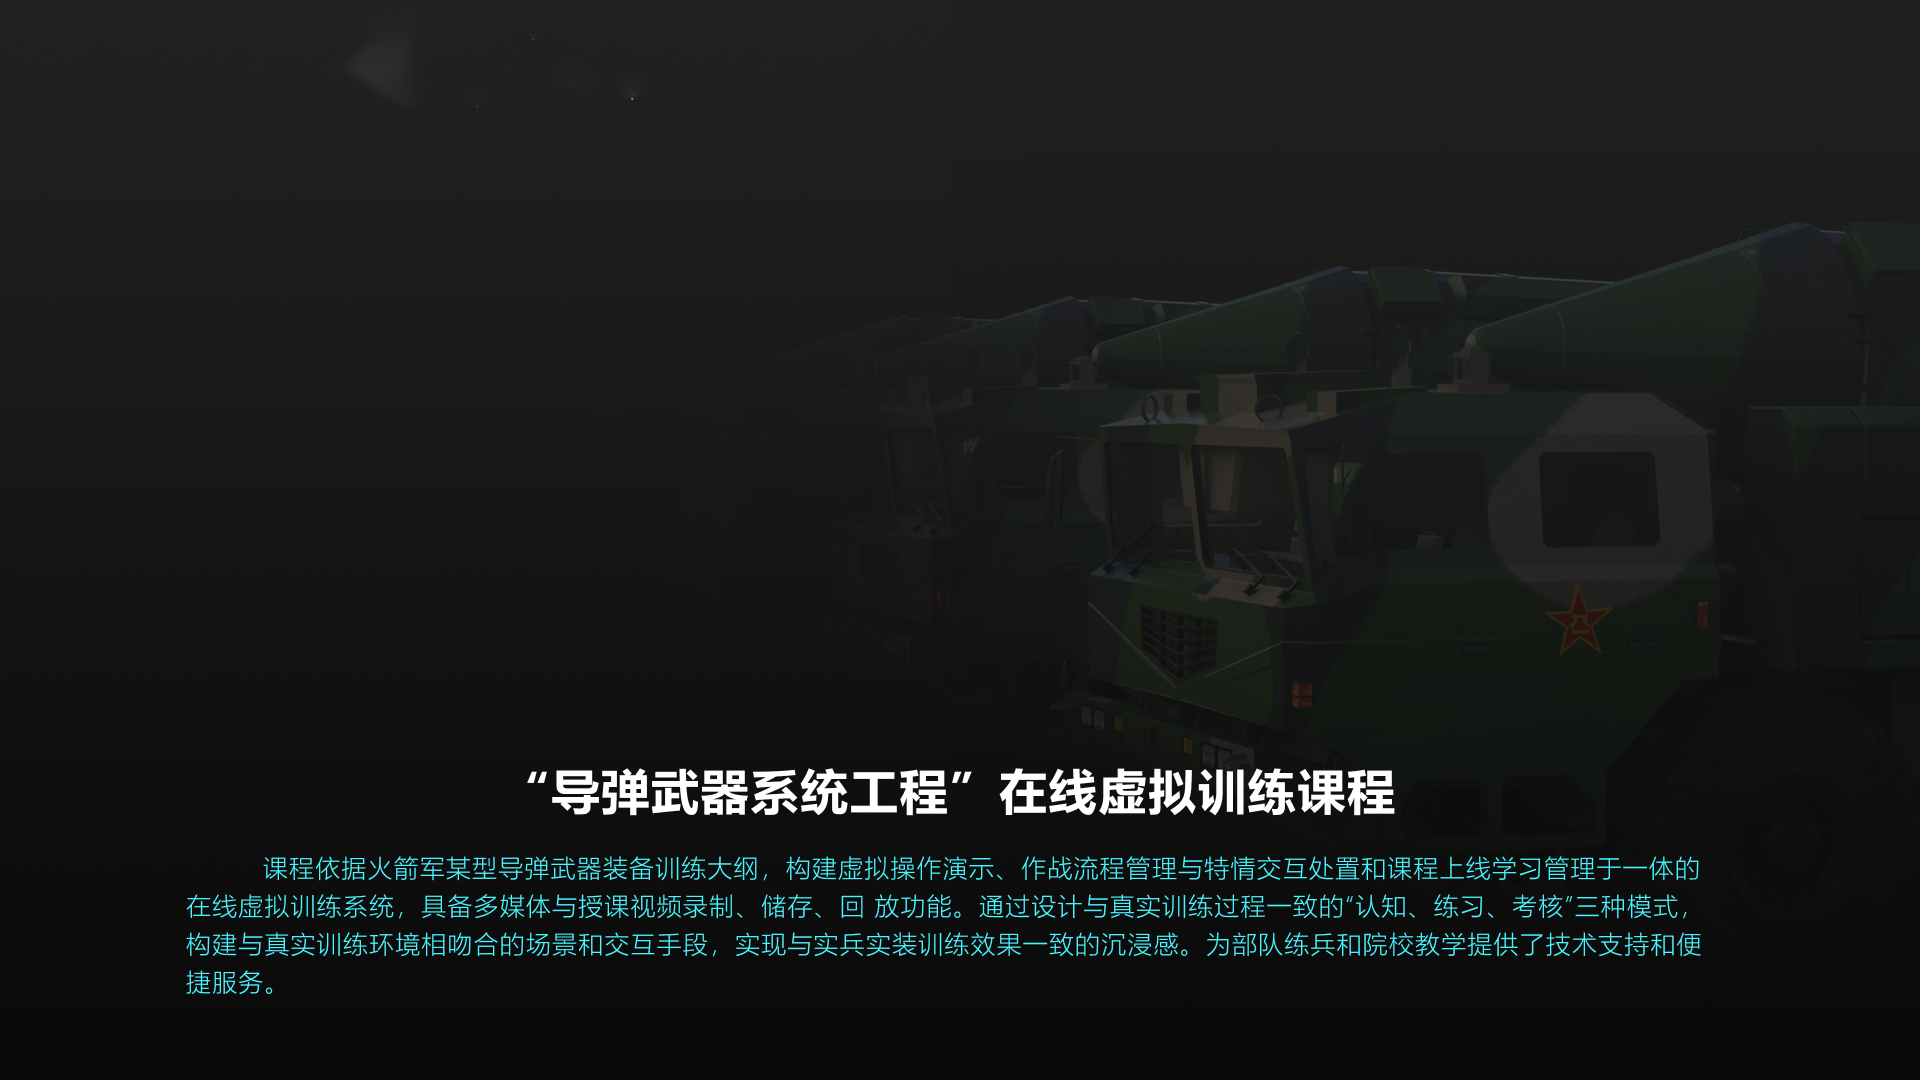 “导弹武器系统工程”在线虚拟训练课程
课程依据火箭军某型导弹武器装备训练大纲，构建虚拟操作演示、作战流程管理与特情交互处置和课程上线学习管理于一体的
在线虚拟训练系统，具备多媒体与授课视频录制、储存、回 放功能。通过设计与真实训练过程一致的“认知、练习、考核”三种模式，
构建与真实训练环境相吻合的场景和交互手段，实现与实兵实装训练效果一致的沉浸感。为部队练兵和院校教学提供了技术支持和便
捷服务。